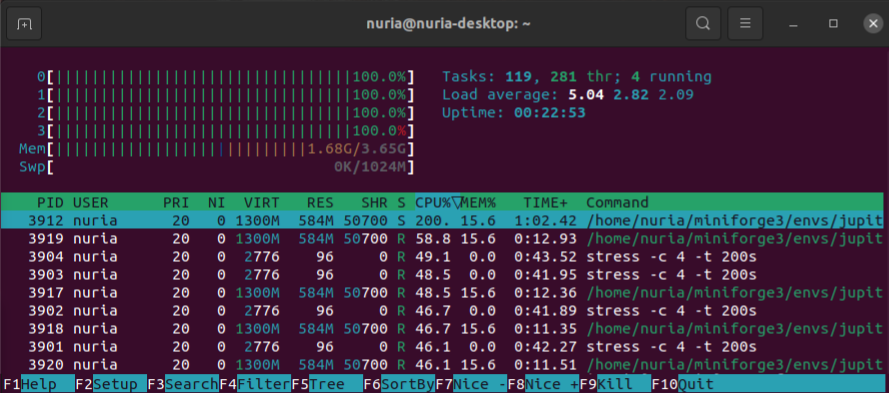 nuria@nuria-desktop: ~
0[||||||||||||||||||||||||||||||||100.0%] Tasks: 119, 281 thr; 4 running
1[||||||||||||||||||||||||||||||||100.0%] Load average: 5.04 2.82 2.09
2[||||||||||||||||||||||||||||||||100.0%] Uptime: 00:22:53
3[||||||||||||||||||||||||||||||||100.0%]
Mem[|||||||||||||||||||||||||||1.68G/3.65G]
Swp[ 0K/1024M]
PID USER PRI NI VIRT RES SHR S CPU%▽MEM% TIME+ Command
3912 nuria 20 0 1300M 584M 50700 S 200. 15.6 1:02.42 /home/nuria/miniforge3/envs/jupit
3919 nuria 20 0 1300M 584M 50700 R 58.8 15.6 0:12.93 /home/nuria/miniforge3/envs/jupit
3904 nuria 20 0 2776 96 0 R 49.1 0.0 0:43.52 stress -c 4 -t 200s
3903 nuria 20 0 2776 96 0 R 48.5 0.0 0:41.95 stress -c 4 -t 200s
3917 nuria 20 0 1300M 584M 50700 R 48.5 15.6 0:12.36 /home/nuria/miniforge3/envs/jupit
3902 nuria 20 0 2776 96 0 R 46.7 0.0 0:41.89 stress -c 4 -t 200s
3918 nuria 20 0 1300M 584M 50700 R 46.7 15.6 0:11.35 /home/nuria/miniforge3/envs/jupit
3901 nuria 20 0 2776 96 0 R 46.1 0.0 0:42.27 stress -c 4 -t 200s
3920 nuria 20 0 1300M 584M 50700 R 46.1 15.6 0:11.51 /home/nuria/miniforge3/envs/jupit
F1Help F2Setup F3SearchF4FilterF5Tree F6SortByF7Nice -F8Nice +F9Kill F10Quit